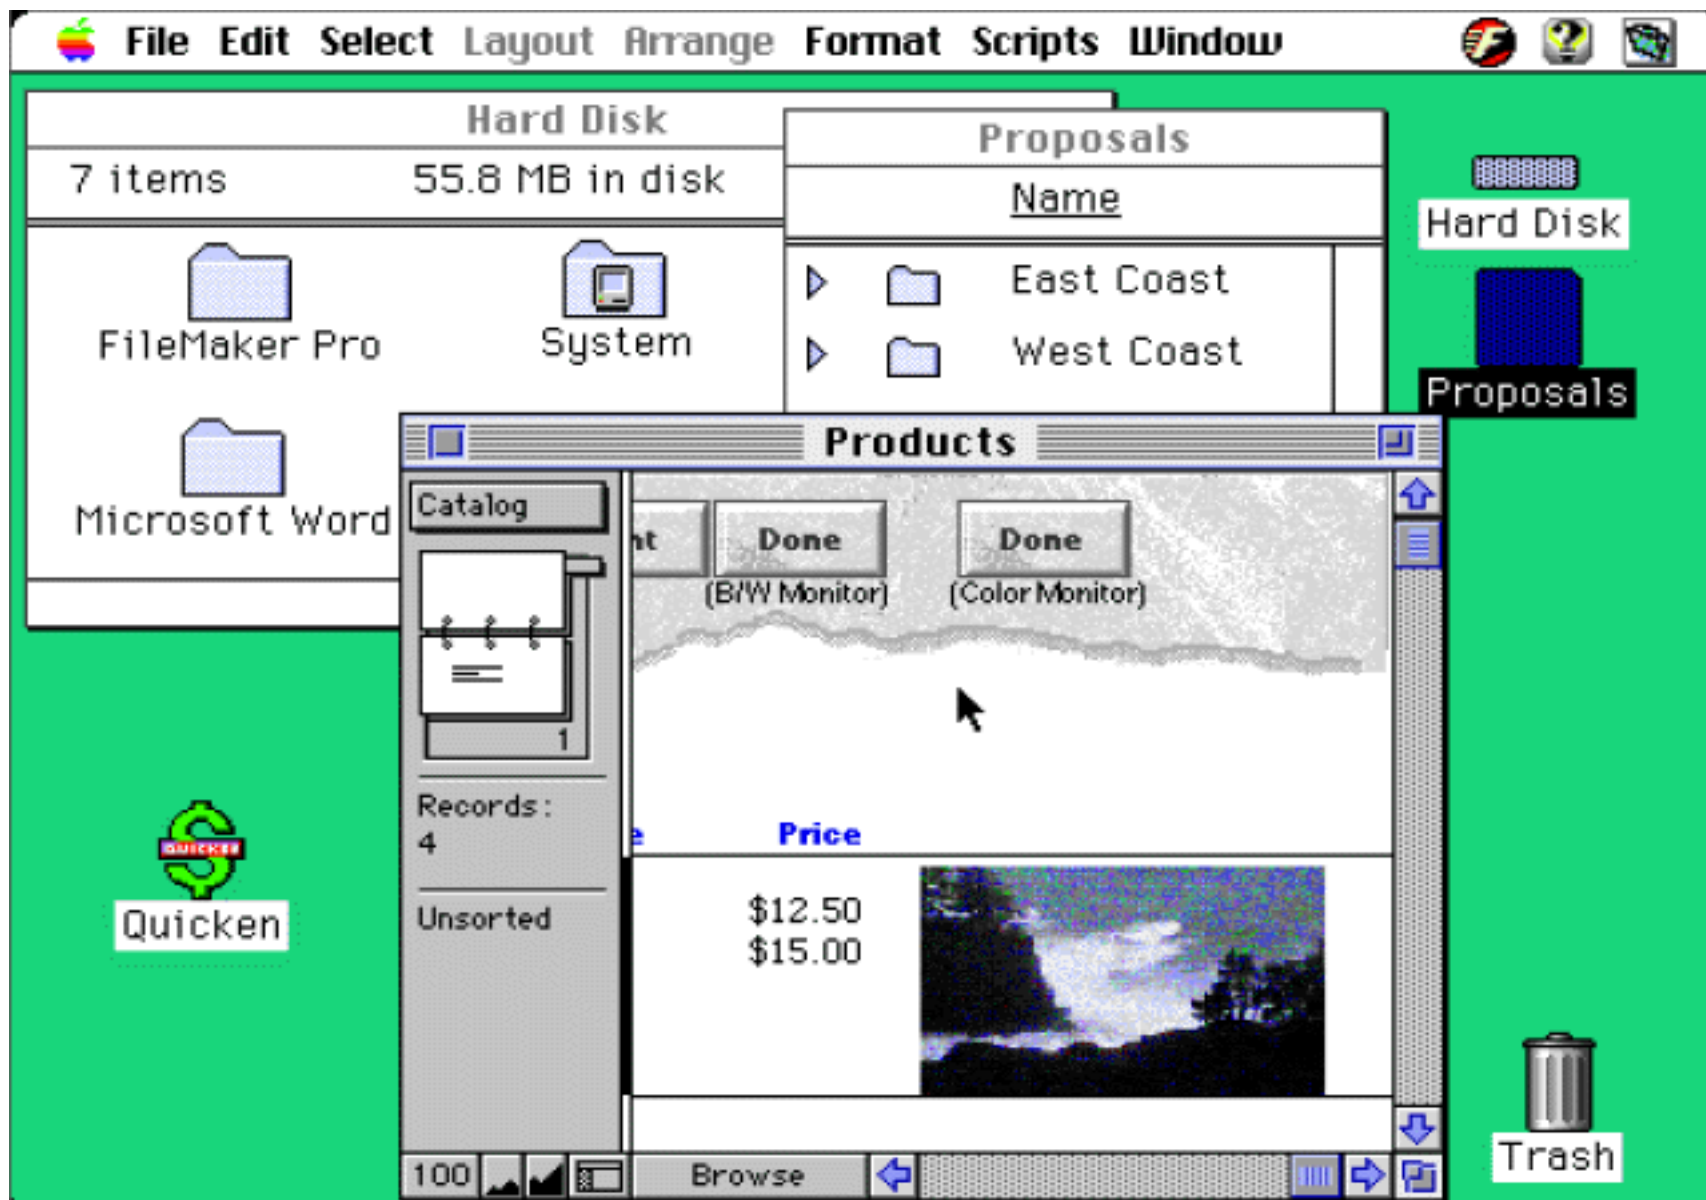 File Edit Select Layout Arrange Format Scripts Window
Hard Disk
7 items 55.8 MB in disk
FileMaker Pro
System
Microsoft Word
Proposals
Name
East Coast
West Coast
Hard Disk
Proposals
Products
Catalog
nt
Done
Done
(B/W Monitor)
(Color Monitor)
1
Records:
4
Unsorted
e
Price
$12.50
$15.00
100
Browse
QUICKEN
Quicken
Trash